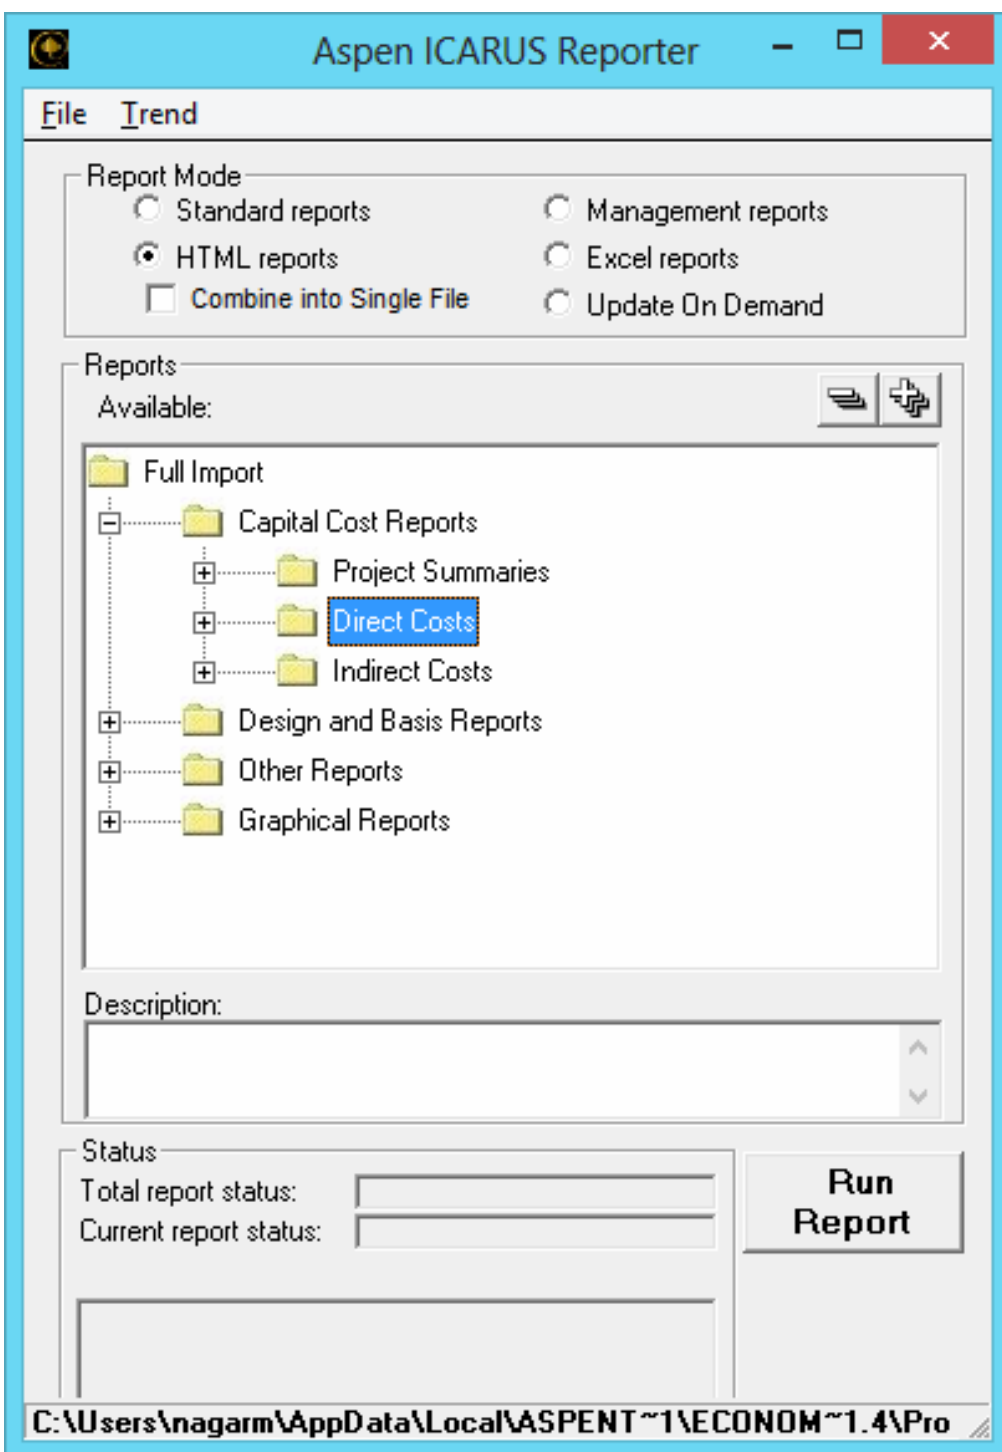 Aspen ICARUS Reporter
File Trend
Report Mode
Standard reports Management reports
HTML reports Excel reports
Combine into Single File Update On Demand
Reports
Available:
Full Import
Capital Cost Reports
Project Summaries
Direct Costs
Indirect Costs
Design and Basis Reports
Other Reports
Graphical Reports
Description:
Status
Total report status:
Current report status:
Run
Report
C:\Users\nagarm\AppData\Local\ASPENT~1\ECONOM~1.4\Pro